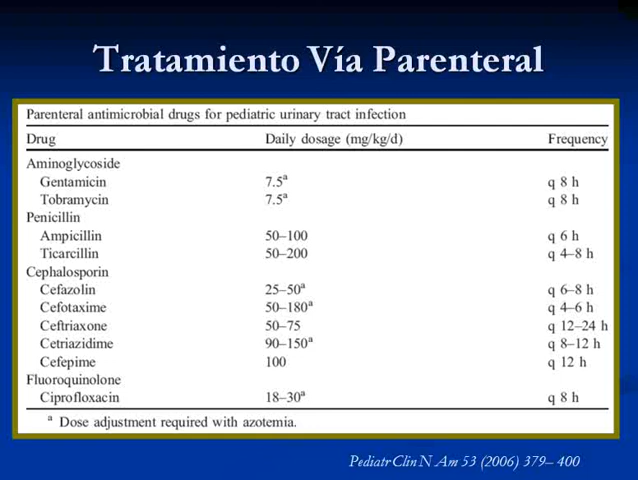 Tratamiento Vía Parenteral
Parenteral antimicrobial drugs for pediatric urinary tract infection
Drug Daily dosage (mg/kg/d) Frequency
Aminoglycoside
Gentamicin 7.5ª q 8 h
Tobramycin 7.5ª q 8 h
Penicillin
Ampicillin 50–100 q 6 h
Ticarcillin 50–200 q 4–8 h
Cephalosporin
Cefazolin 25–50ª q 6–8 h
Cefotaxime 50–180ª q 4–6 h
Ceftriaxone 50–75 q 12–24 h
Cetriazidime 90–150ª q 8–12 h
Cefepime 100 q 12 h
Fluoroquinolone
Ciprofloxacin 18–30ª q 8 h
ª Dose adjustment required with azotemia.
Pediatr Clin N Am 53 (2006) 379– 400